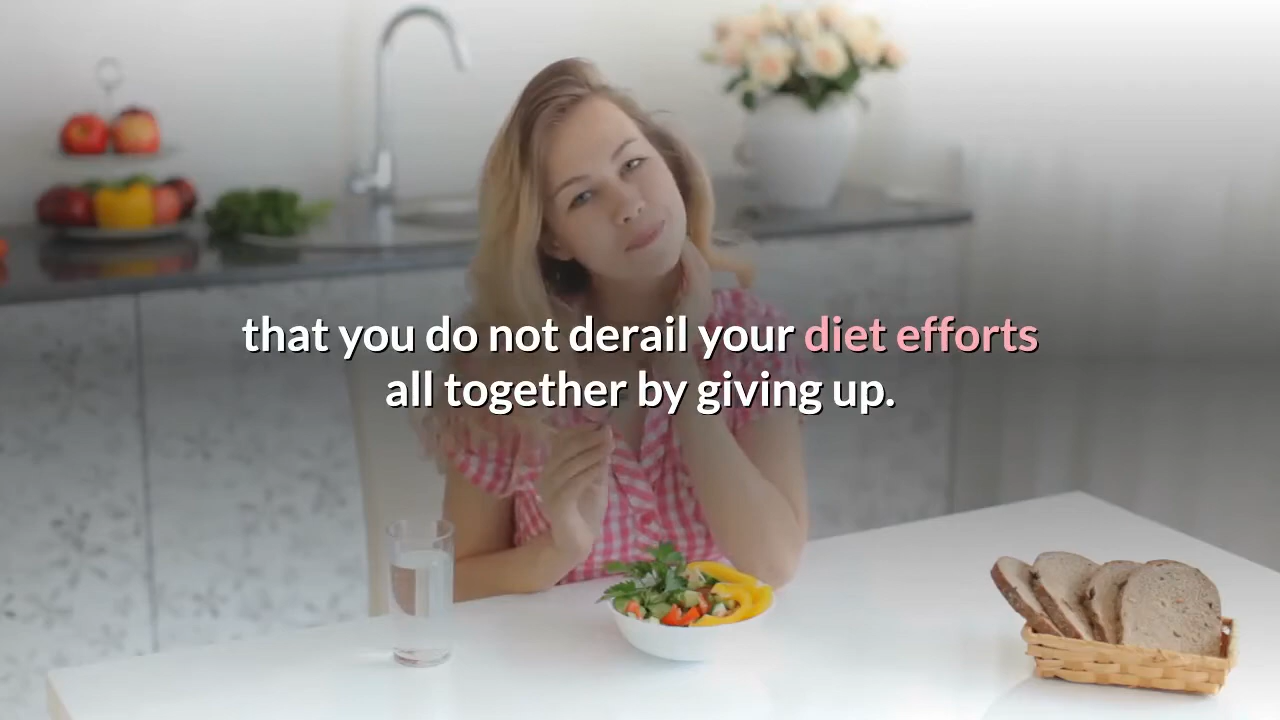 that you do not derail your diet efforts
all together by giving up.